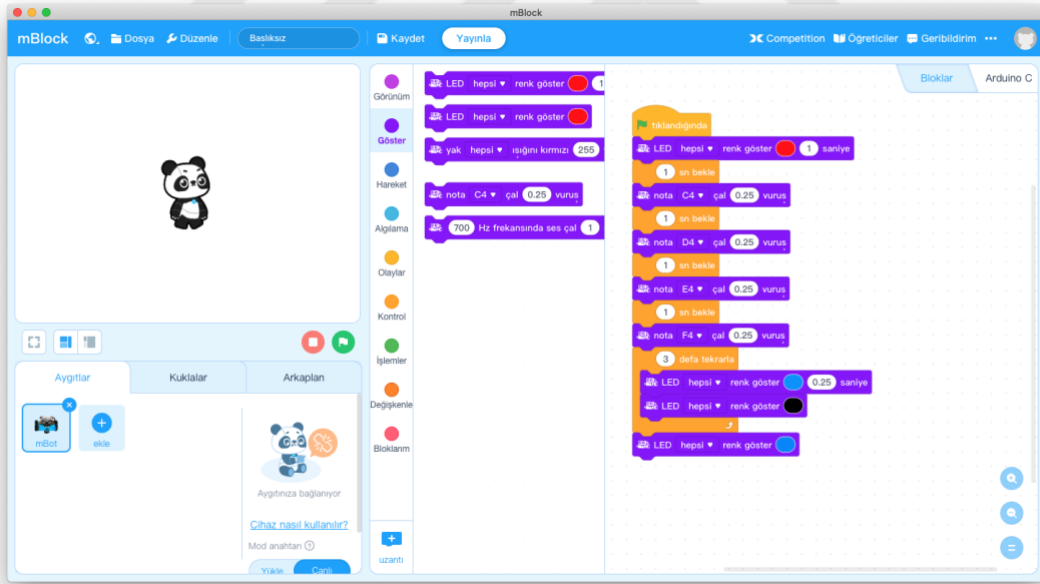 mBlock
mBlock
Dosya
Düzenle
Başlıksız
Kaydet
Yayınla
Competition
Öğreticiler
Geribildirim
Görünüm
Göster
Hareket
Algılama
Olaylar
Kontrol
İşlemler
Değişkenle
Bloklarım
uzantı
LED hepsi renk göster 1
LED hepsi renk göster
yak hepsi ışığını kırmızı 255
nota C4 çal 0.25 vuruş
700 Hz frekansında ses çal 1
Bloklar
Arduino C
tıklandığında
LED hepsi renk göster 1 saniye
1 sn bekle
nota C4 çal 0.25 vuruş
1 sn bekle
nota D4 çal 0.25 vuruş
1 sn bekle
nota E4 çal 0.25 vuruş
1 sn bekle
nota F4 çal 0.25 vuruş
3 defa tekrarla
LED hepsi renk göster 0.25 saniye
LED hepsi renk göster
LED hepsi renk göster
Aygıtlar
Kuklalar
Arkaplan
mBot
ekle
Aygıtınıza bağlanıyor
Cihaz nasıl kullanılır?
Mod anahtarı
Yükle
Canlı